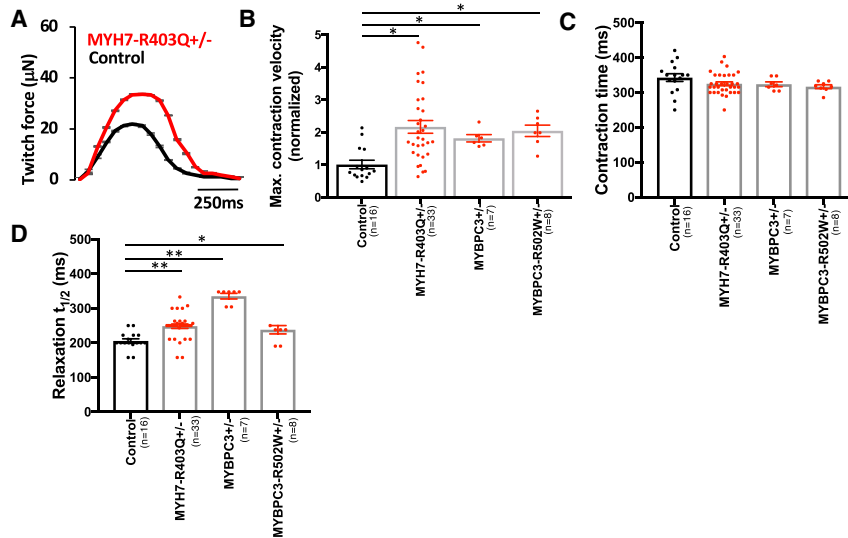 A
MYH7-R403Q+/-
Control
Twitch force (µN)
60
40
20
0
250ms
B
Max. contraction velocity
(normalized)
5
4
3
2
1
0
*
*
*
Control
(n=16)
MYH7-R403Q+/-
(n=33)
MYBPC3+/-
(n=7)
MYBPC3-R502W+/-
(n=8)
C
Contraction time (ms)
500
400
300
200
100
0
Control
(n=16)
MYH7-R403Q+/-
(n=33)
MYBPC3+/-
(n=7)
MYBPC3-R502W+/-
(n=8)
D
Relaxation t1/2 (ms)
500
400
300
200
100
0
*
**
**
Control
(n=16)
MYH7-R403Q+/-
(n=33)
MYBPC3+/-
(n=7)
MYBPC3-R502W+/-
(n=8)